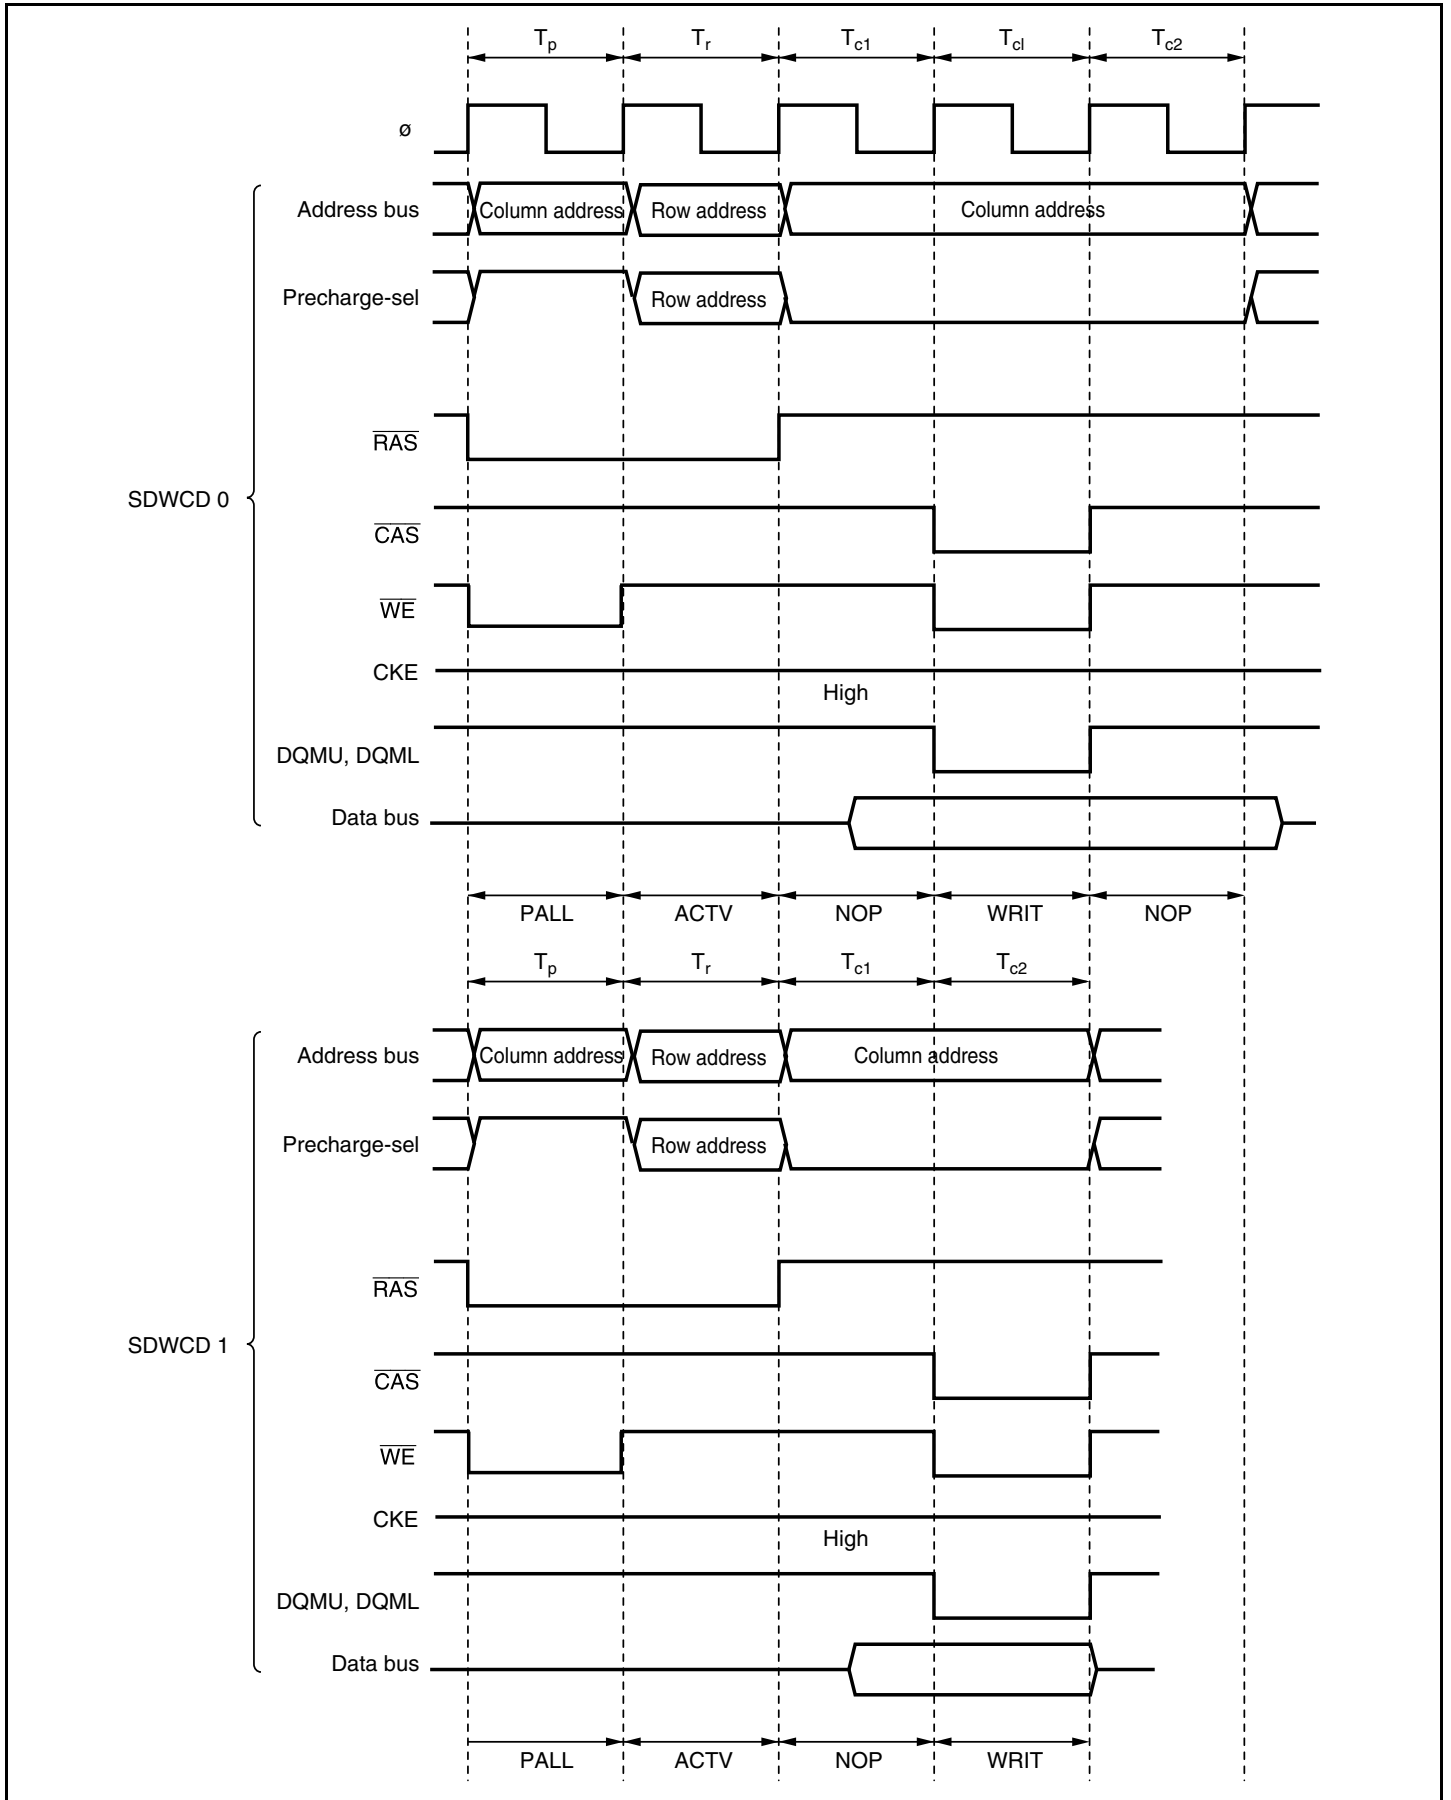 Tp Tr Tc1 Tcl Tc2
ø
Address bus Column address Row address Column address
Precharge-sel Row address
RAS
SDWCD 0
CAS
WE
CKE
High
DQMU, DQML
Data bus
PALL ACTV NOP WRIT NOP
Tp Tr Tc1 Tc2
Address bus Column address Row address Column address
Precharge-sel Row address
RAS
SDWCD 1
CAS
WE
CKE
High
DQMU, DQML
Data bus
PALL ACTV NOP WRIT